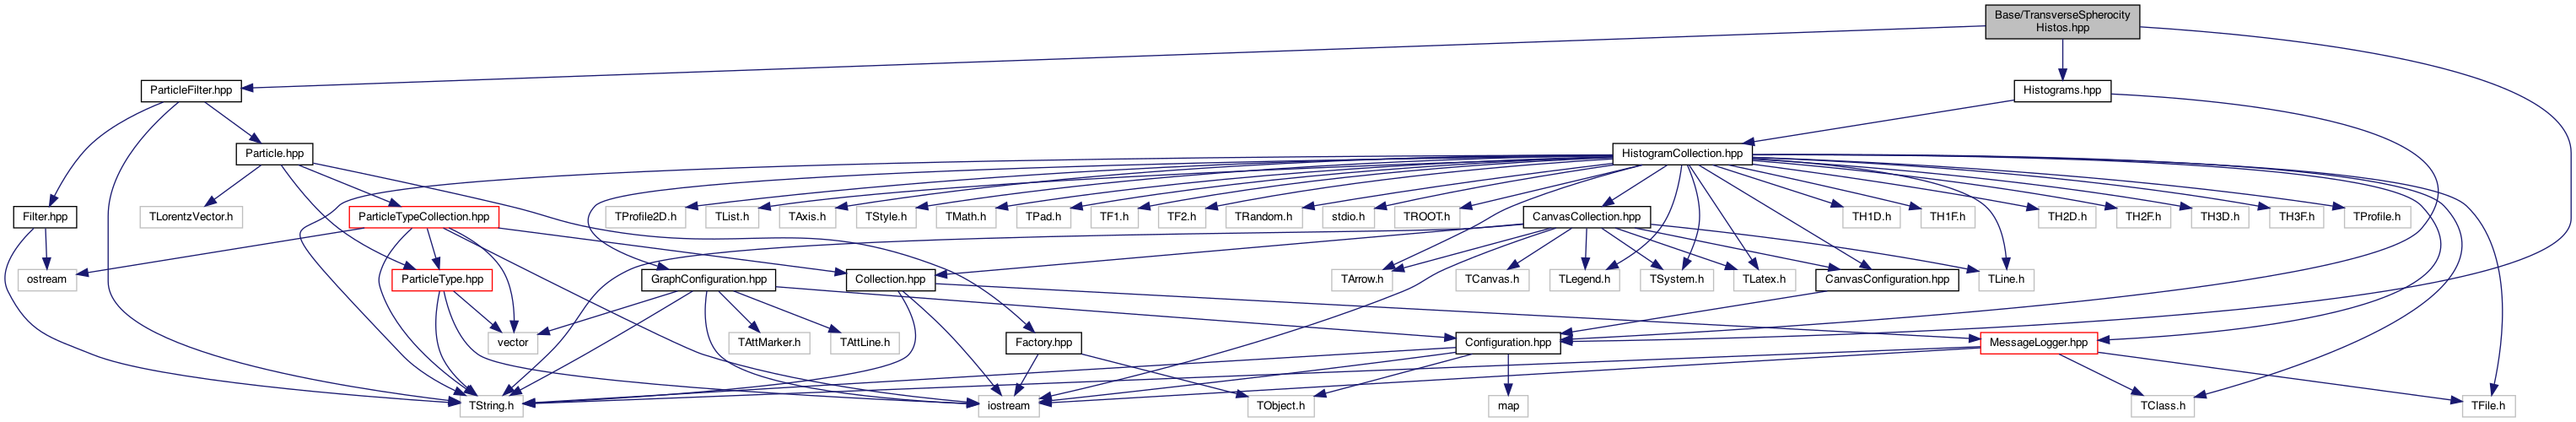 Base/TransverseSpherocity
Histos.hpp
ParticleFilter.hpp
Histograms.hpp
Particle.hpp
HistogramCollection.hpp
Filter.hpp
TLorentzVector.h
ParticleTypeCollection.hpp
TProfile2D.h
TList.h
TAxis.h
TStyle.h
TMath.h
TPad.h
TF1.h
TF2.h
TRandom.h
stdio.h
TROOT.h
CanvasCollection.hpp
TH1D.h
TH1F.h
TH2D.h
TH2F.h
TH3D.h
TH3F.h
TProfile.h
ostream
ParticleType.hpp
GraphConfiguration.hpp
Collection.hpp
TArrow.h
TCanvas.h
TLegend.h
TSystem.h
TLatex.h
CanvasConfiguration.hpp
TLine.h
vector
TAttMarker.h
TAttLine.h
Factory.hpp
Configuration.hpp
MessageLogger.hpp
TString.h
iostream
TObject.h
map
TClass.h
TFile.h